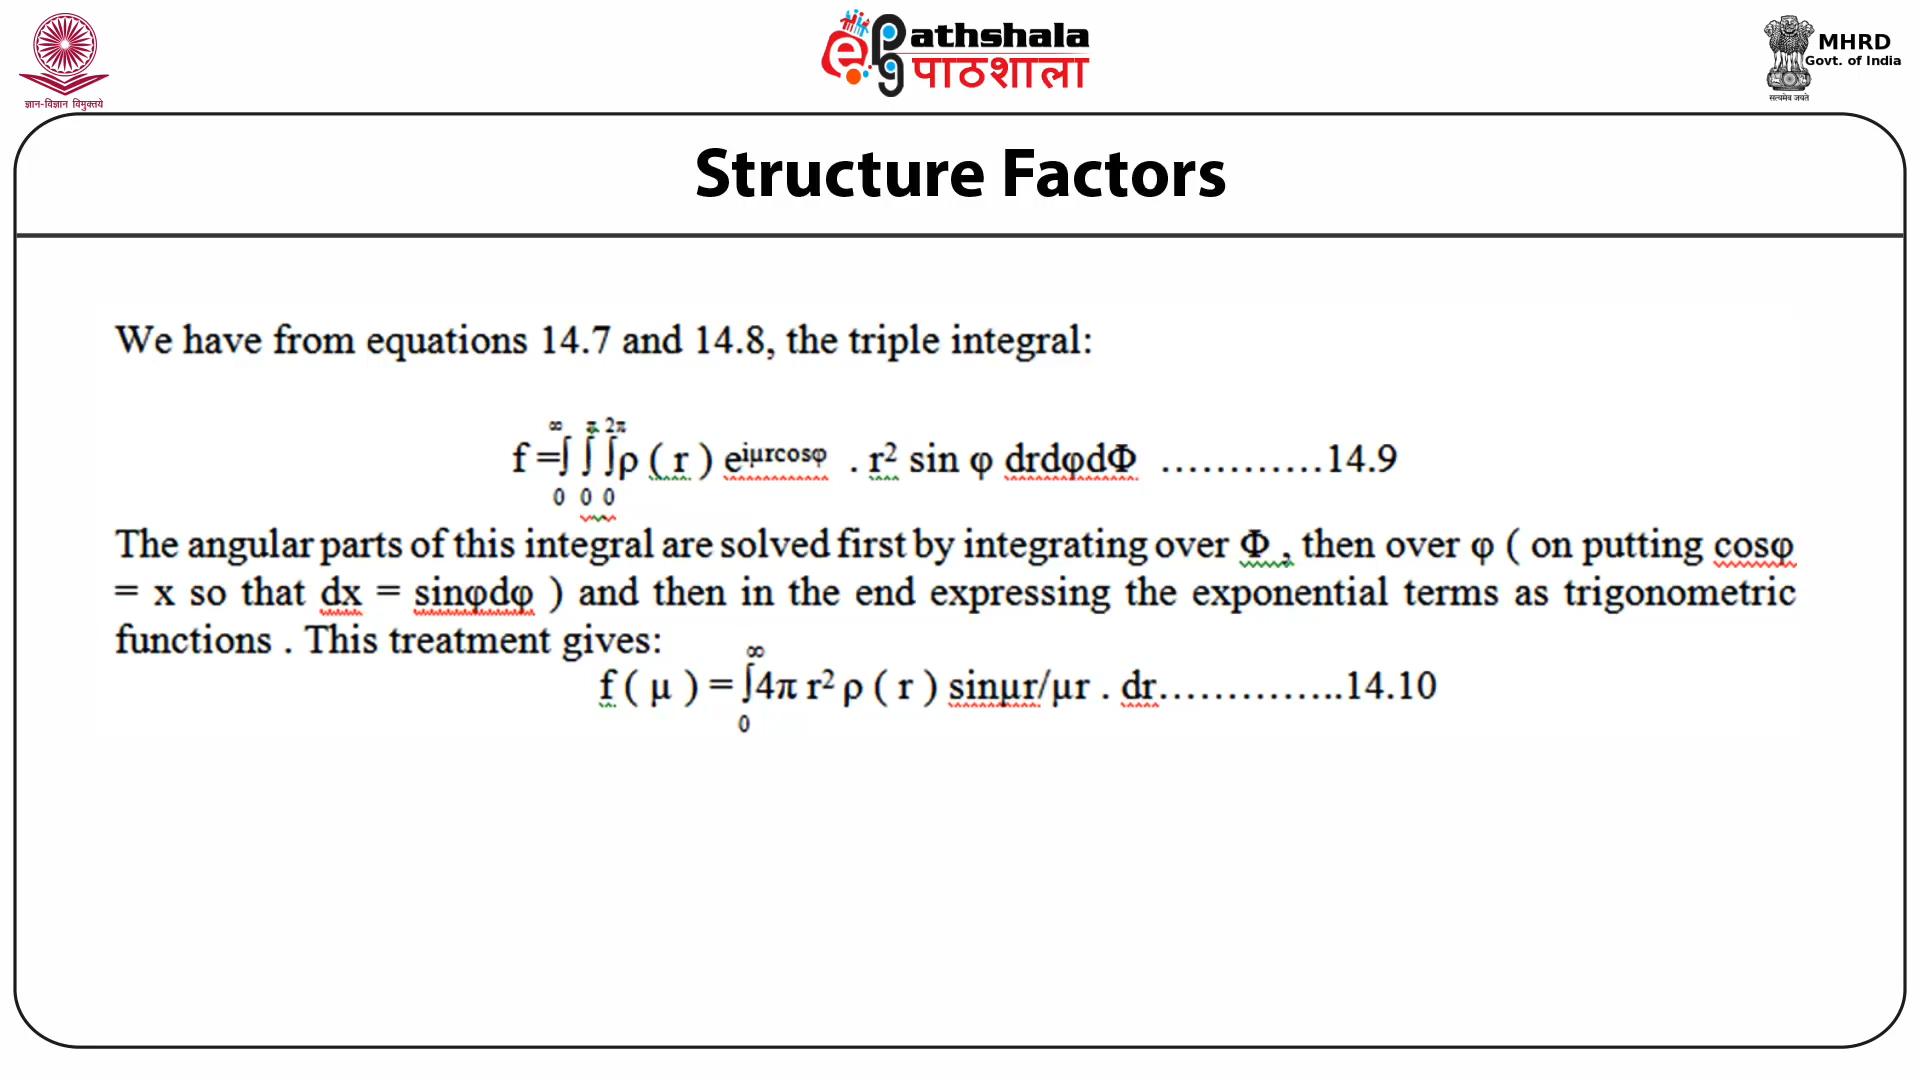 ज्ञान-विज्ञान विमुक्तये
ePg athshala
पाठशाला
MHRD
Govt. of India
सत्यमेव जयते
Structure Factors
We have from equations 14.7 and 14.8, the triple integral:
∞ π 2π
f =∫ ∫ ∫ρ ( r ) e^iμrcosφ . r² sin φ drdφdΦ …………14.9
0 0 0
The angular parts of this integral are solved first by integrating over Φ , then over φ ( on putting cosφ
= x so that dx = sinφdφ ) and then in the end expressing the exponential terms as trigonometric
functions . This treatment gives:
∞
f ( μ ) = ∫4π r² ρ ( r ) sinμr/μr . dr…………..14.10
0